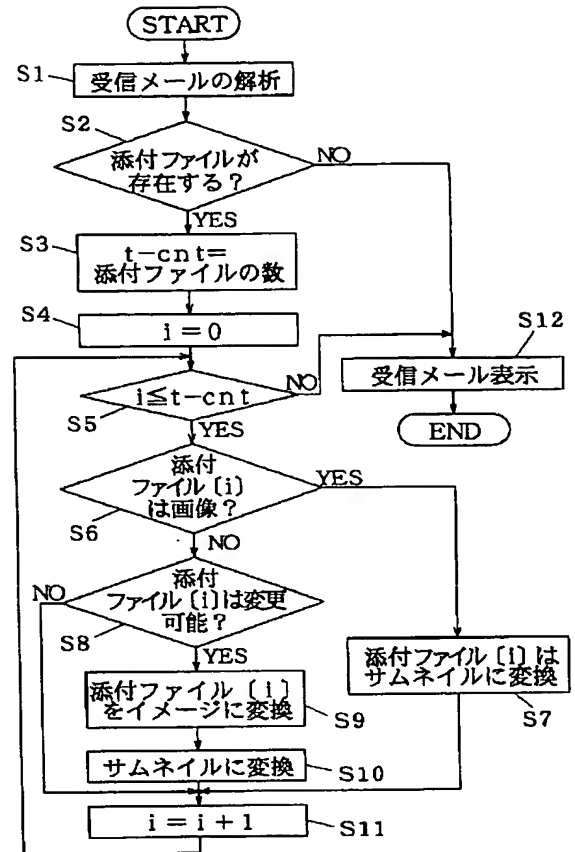 START
S1
受信メールの解析
S2
添付ファイルが
存在する?
NO
YES
S3
t-cnt=
添付ファイルの数
S4
i=0
S12
受信メール表示
END
i≦t-cnt
NO
S5
YES
添付
ファイル〔i〕
は画像?
YES
S6
NO
添付
ファイル〔i〕は変更
可能?
NO
S8
YES
添付ファイル〔i〕は
サムネイルに変換
S7
添付ファイル〔i〕
をイメージに変換
S9
サムネイルに変換
S10
i=i+1
S11